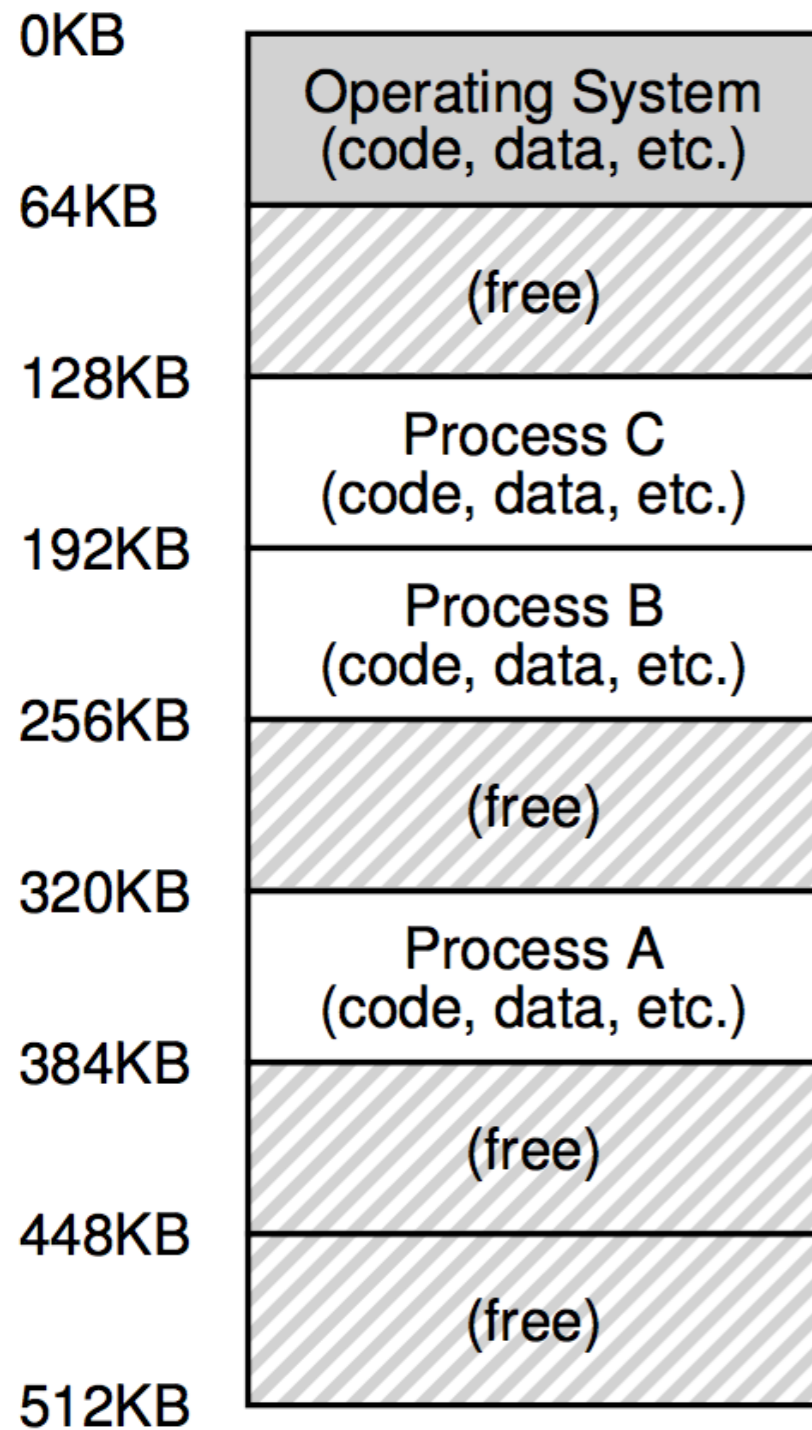 0KB
Operating System
(code, data, etc.)
64KB
(free)
128KB
Process C
(code, data, etc.)
192KB
Process B
(code, data, etc.)
256KB
(free)
320KB
Process A
(code, data, etc.)
384KB
(free)
448KB
(free)
512KB